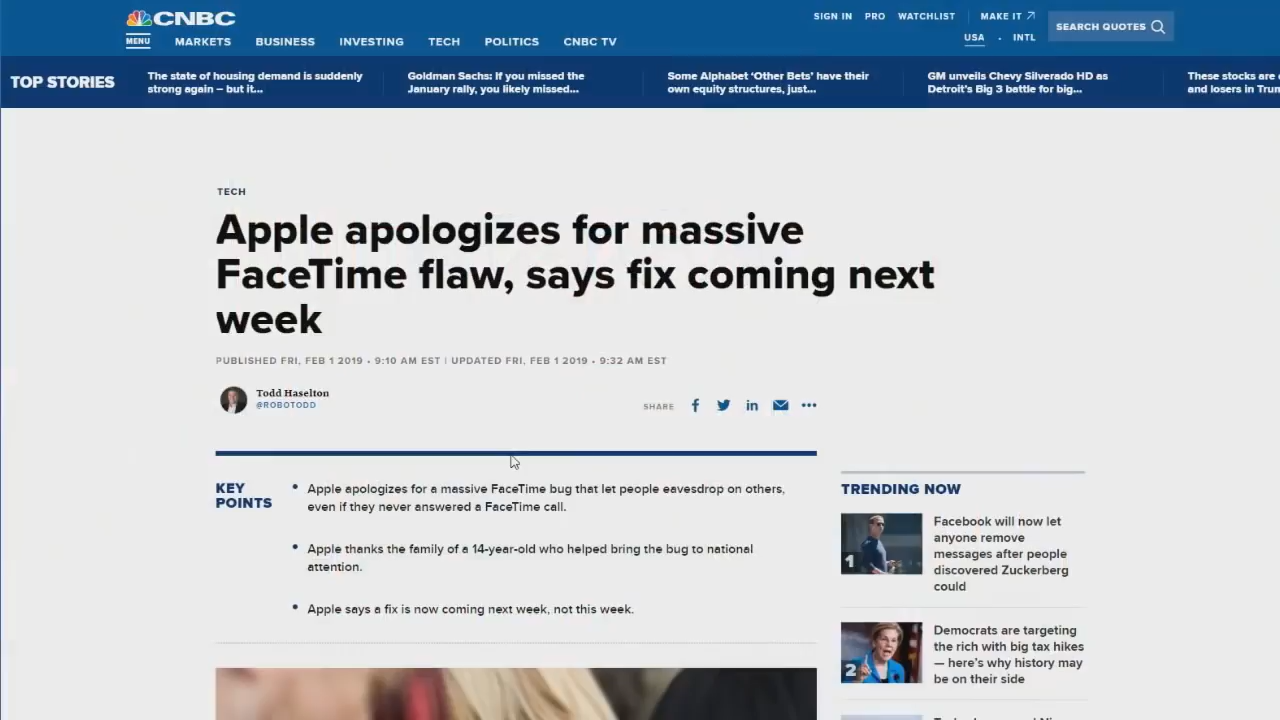 CNBC
SIGN IN PRO WATCHLIST MAKE IT
USA · INTL
SEARCH QUOTES
MENU MARKETS BUSINESS INVESTING TECH POLITICS CNBC TV
TOP STORIES
The state of housing demand is suddenly
strong again – but it...
Goldman Sachs: If you missed the
January rally, you likely missed...
Some Alphabet ‘Other Bets’ have their
own equity structures, just...
GM unveils Chevy Silverado HD as
Detroit’s Big 3 battle for big...
These stocks are
and losers in
TECH
Apple apologizes for massive
FaceTime flaw, says fix coming next
week
PUBLISHED FRI, FEB 1 2019 • 9:10 AM EST | UPDATED FRI, FEB 1 2019 • 9:32 AM EST
Todd Haselton
@ROBOTODD
SHARE
KEY
POINTS
• Apple apologizes for a massive FaceTime bug that let people eavesdrop on others,
even if they never answered a FaceTime call.
• Apple thanks the family of a 14-year-old who helped bring the bug to national
attention.
• Apple says a fix is now coming next week, not this week.
TRENDING NOW
1
Facebook will now let
anyone remove
messages after people
discovered Zuckerberg
could
2
Democrats are targeting
the rich with big tax hikes
— here’s why history may
be on their side